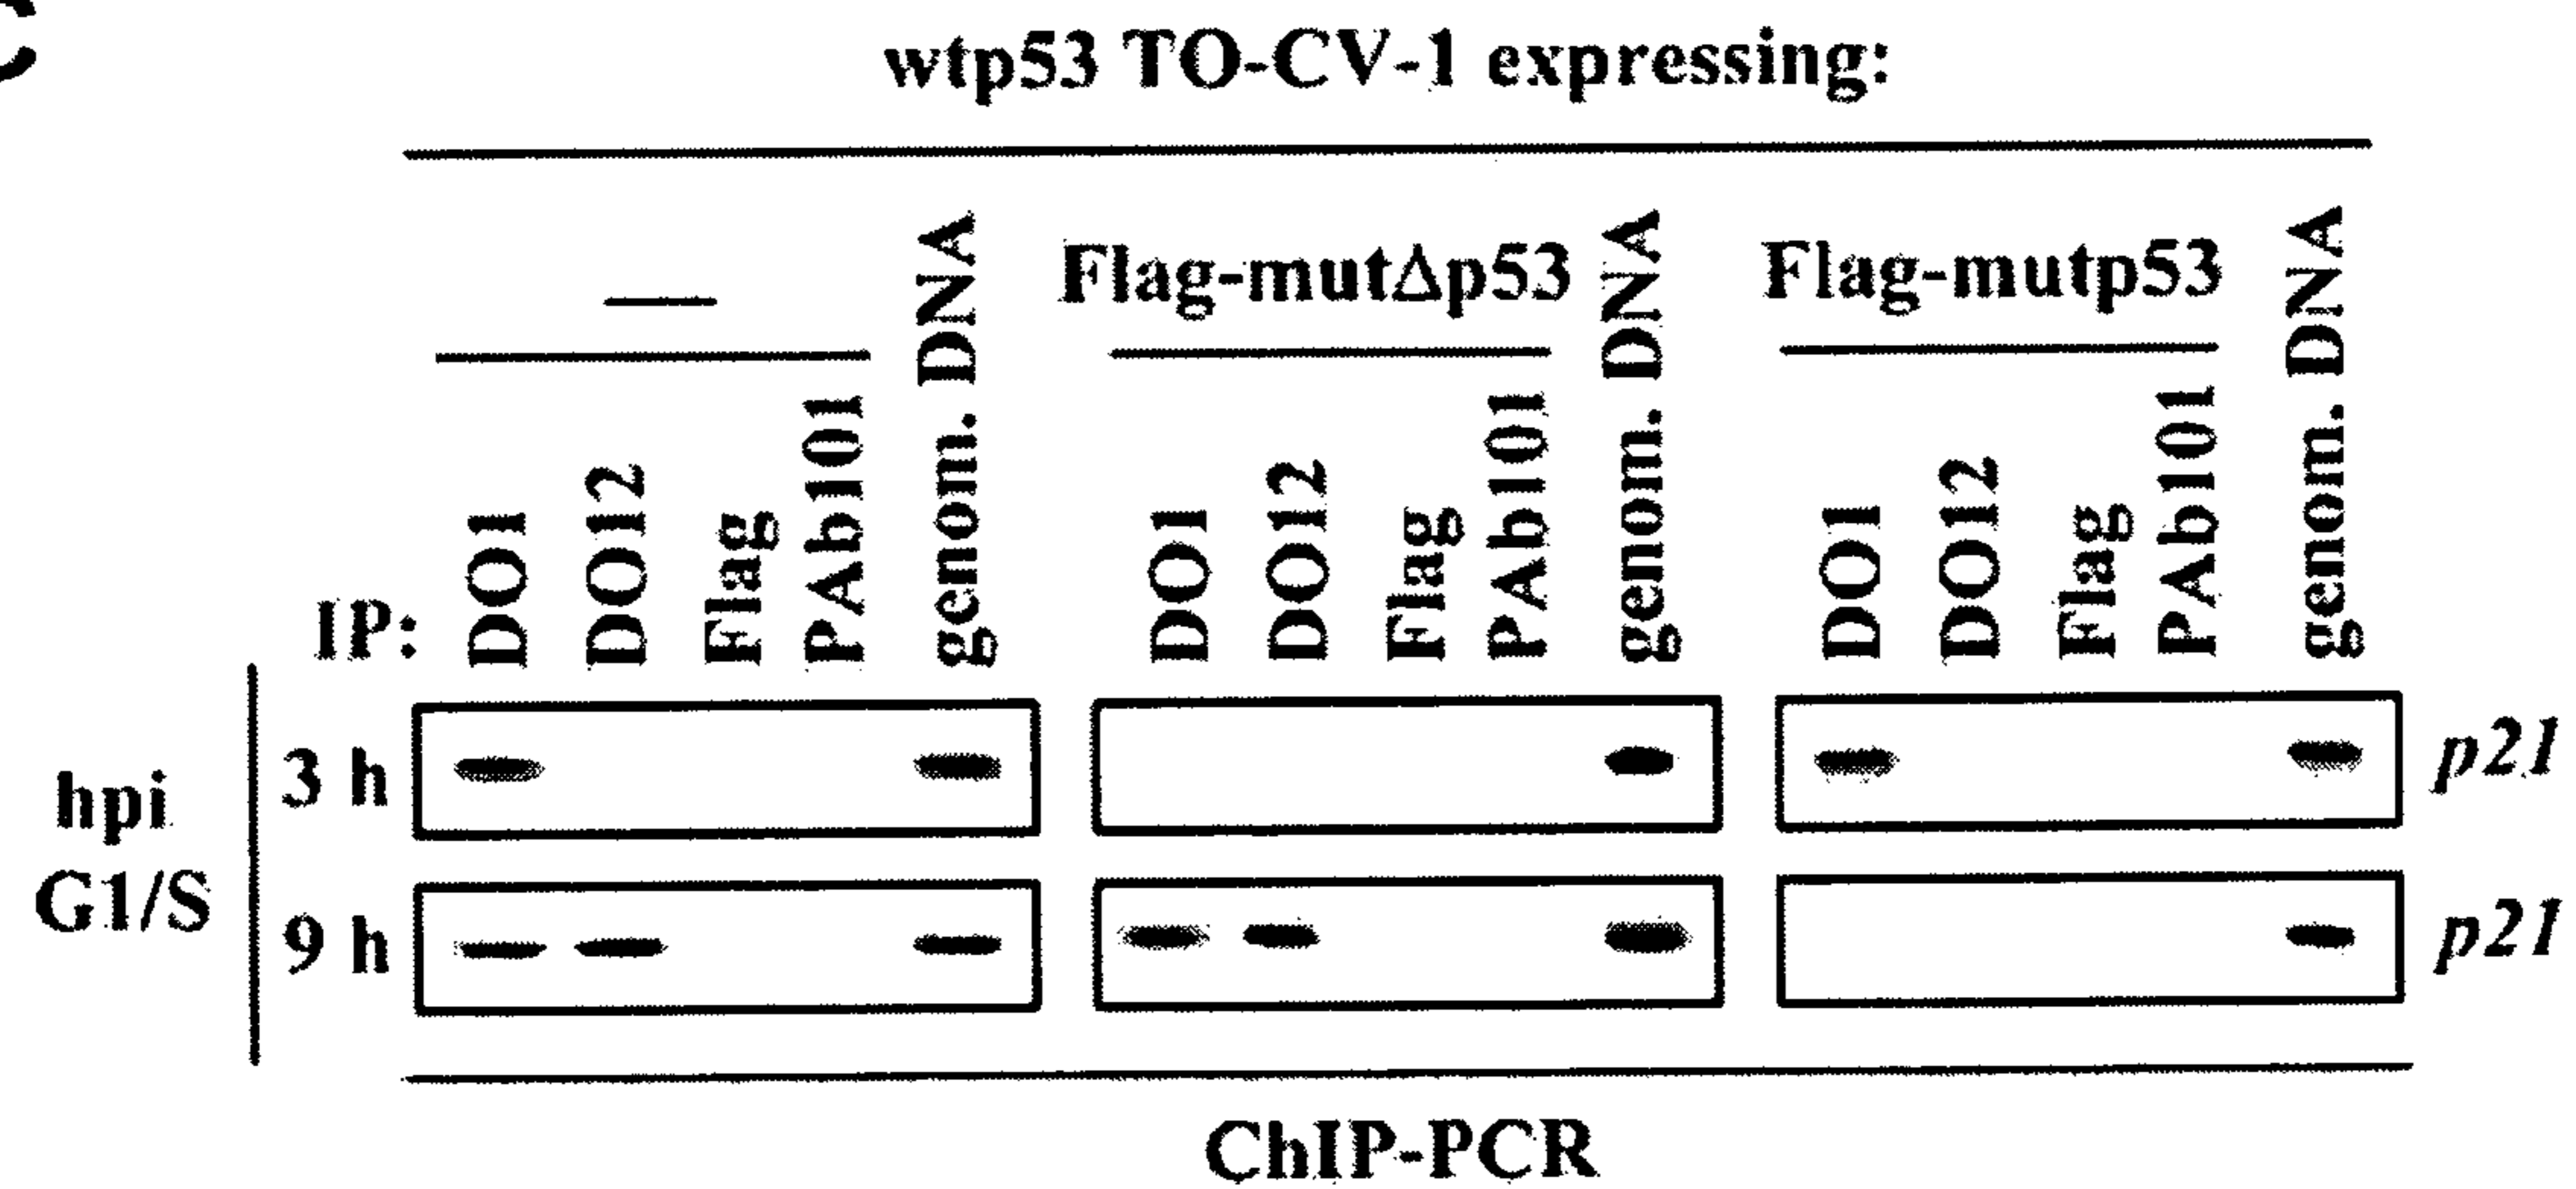 C
wtp53 TO-CV-1 expressing:
— Flag-mutΔp53 Flag-mutp53
IP: DO1 DO12 Flag PAb101 genom. DNA DO1 DO12 Flag PAb101 genom. DNA DO1 DO12 Flag PAb101 genom. DNA
hpi
G1/S
3 h p21
9 h p21
ChIP-PCR